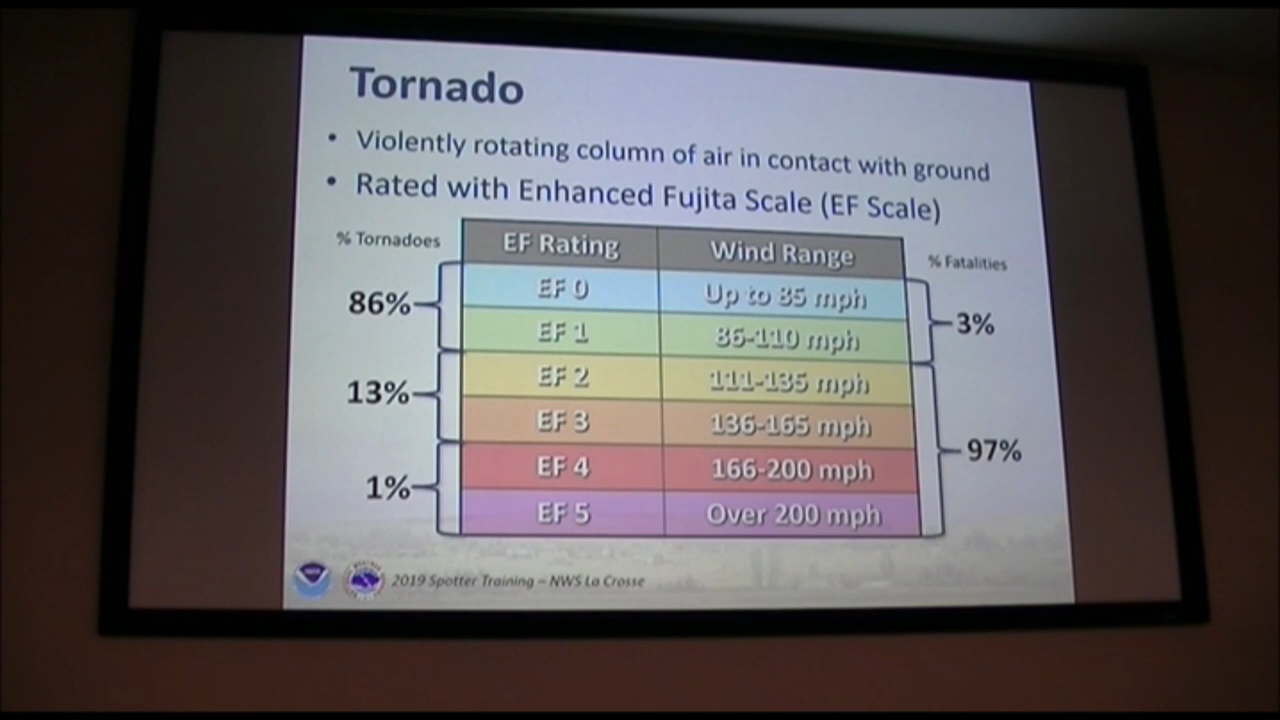 Tornado
• Violently rotating column of air in contact with ground
• Rated with Enhanced Fujita Scale (EF Scale)
% Tornadoes
EF Rating Wind Range
% Fatalities
EF 0 Up to 85 mph
86%
3%
EF 1 86-110 mph
EF 2 111-135 mph
13%
EF 3 136-165 mph
97%
EF 4 166-200 mph
1%
EF 5 Over 200 mph
2019 Spotter Training – NWS La Crosse